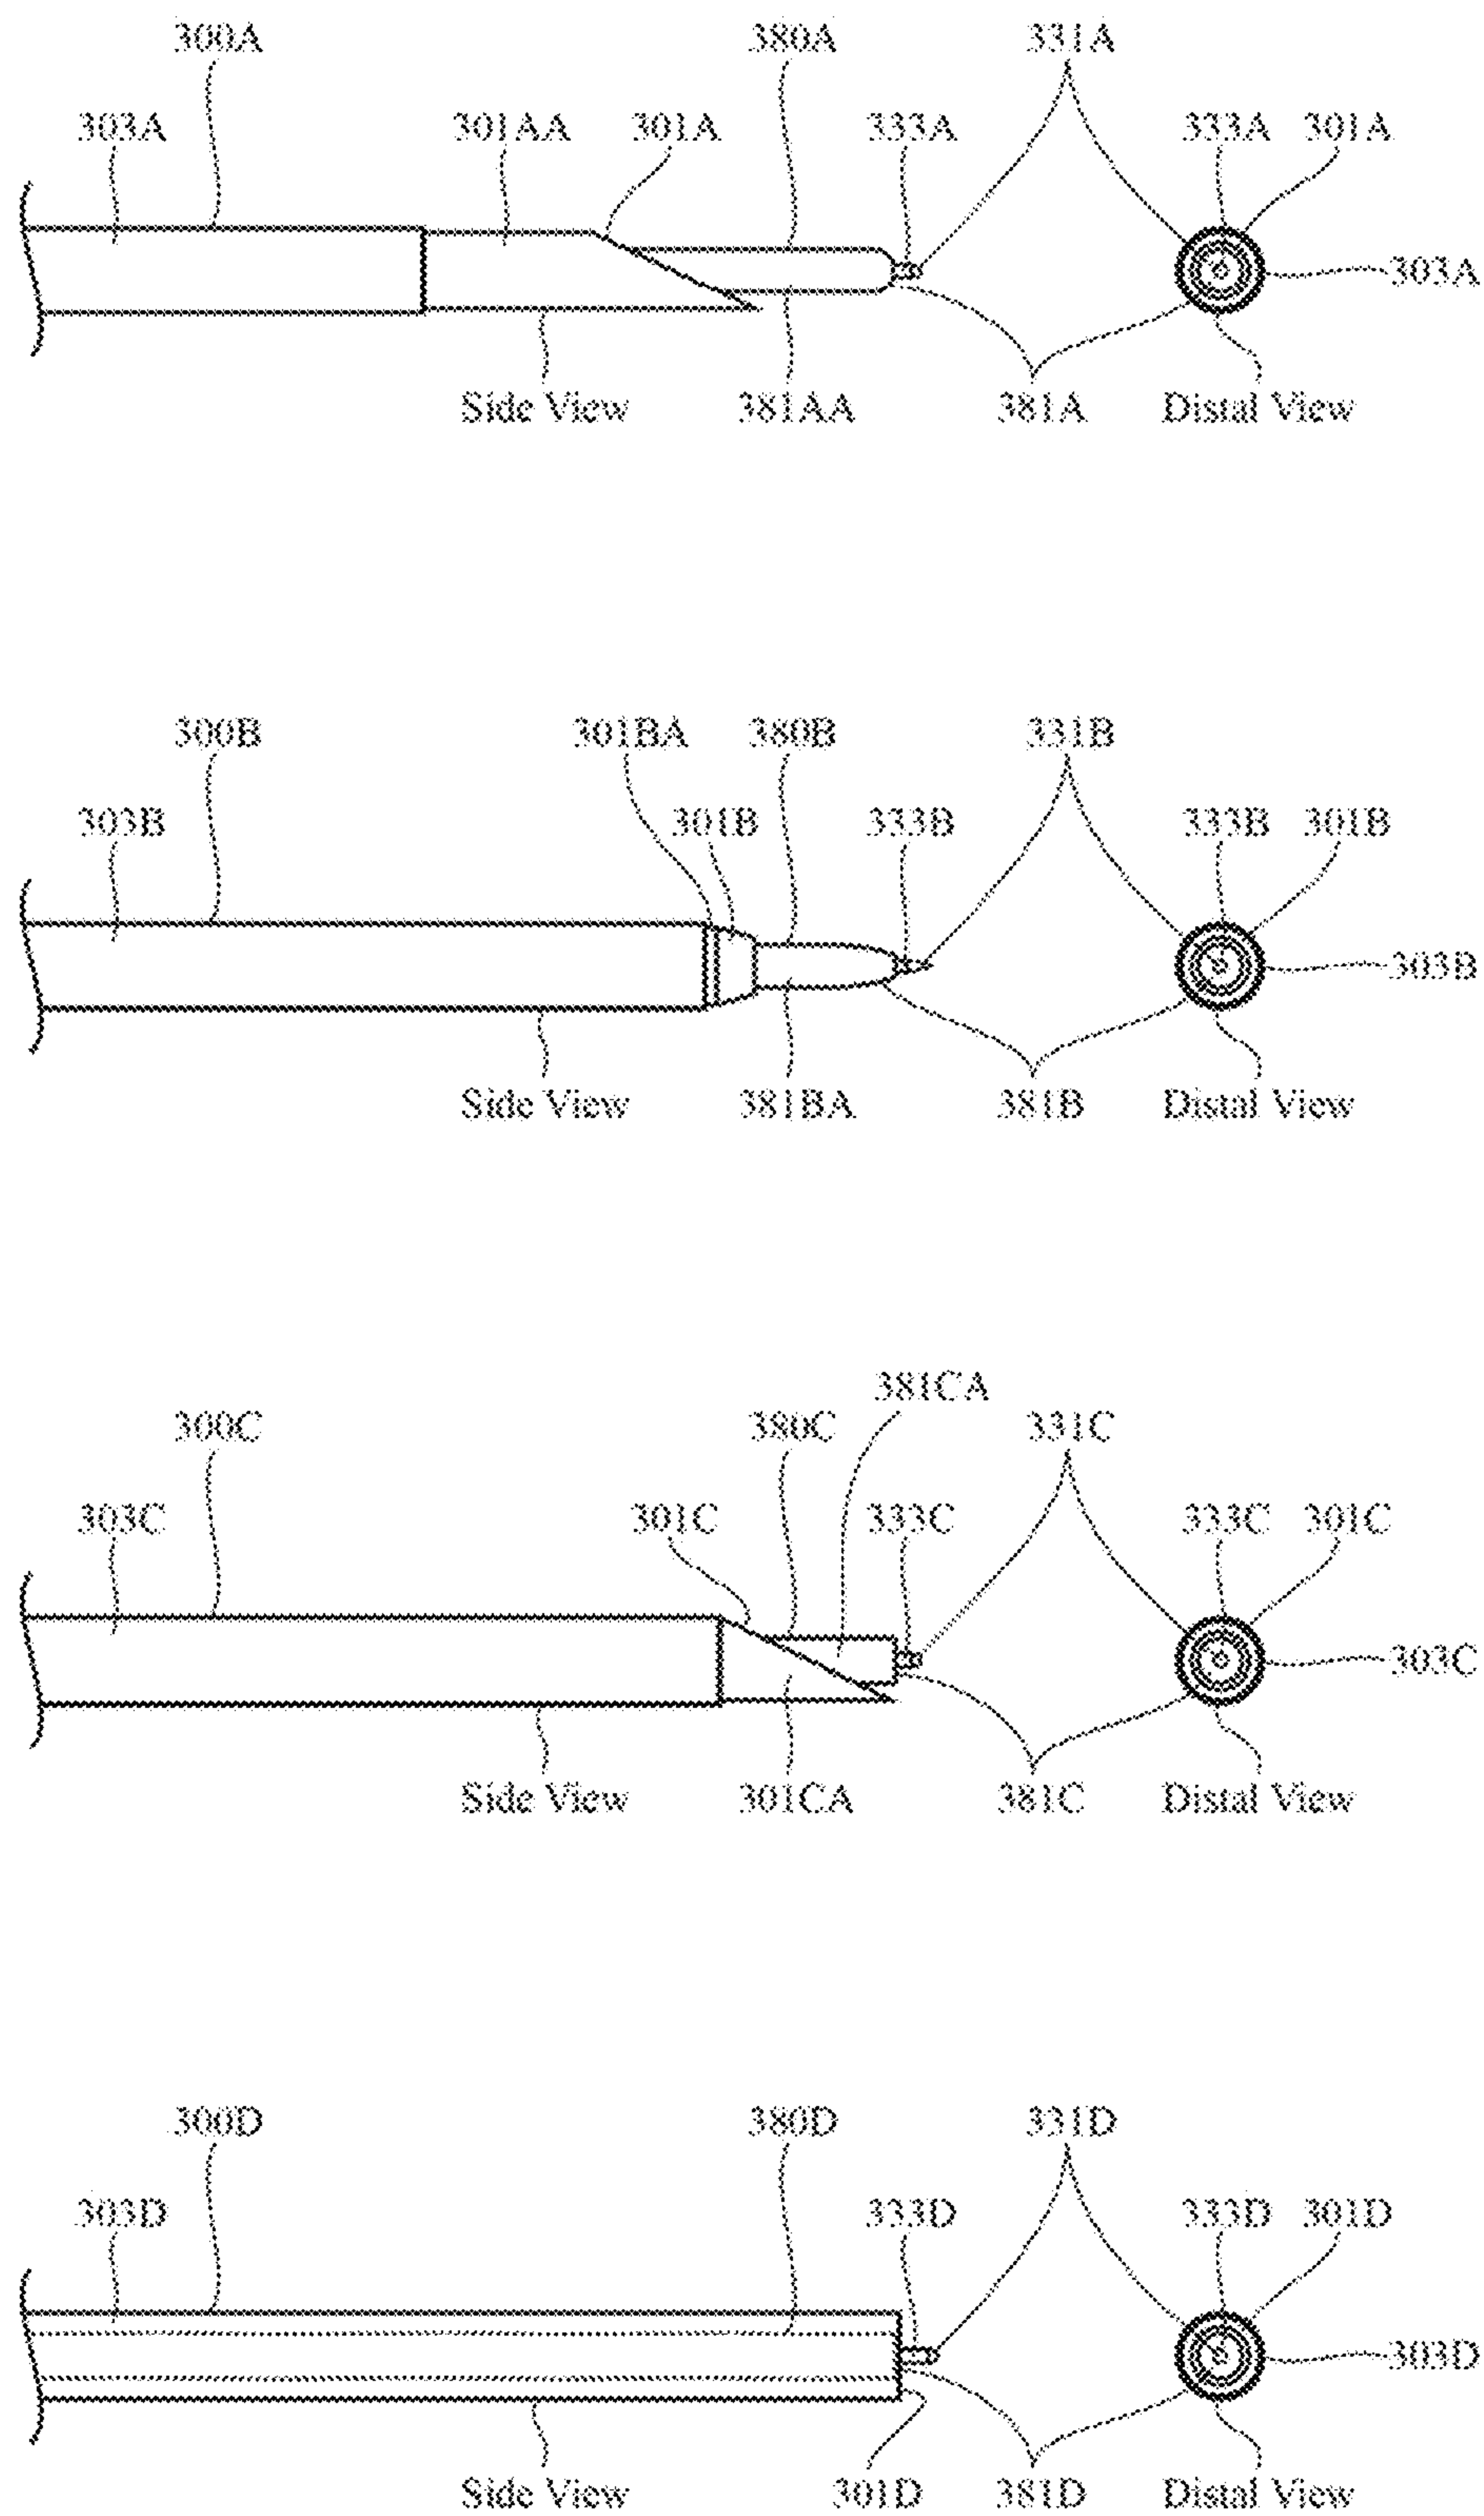 300A 380A 331A
303A 301AA 301A 333A 333A 301A
303A
Side View 381AA 381A Distal View
300B 301BA 380B 331B
303B 301B 333B 333B 301B
303B
Side View 381BA 381B Distal View
381CA
300C 380C 331C
303C 301C 333C 333C 301C
303C
Side View 301CA 381C Distal View
300D 380D 331D
303D 333D 333D 301D
303D
Side View 301D 381D Distal View